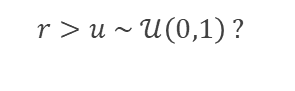 r > u ~ 𝒰(0,1) ?